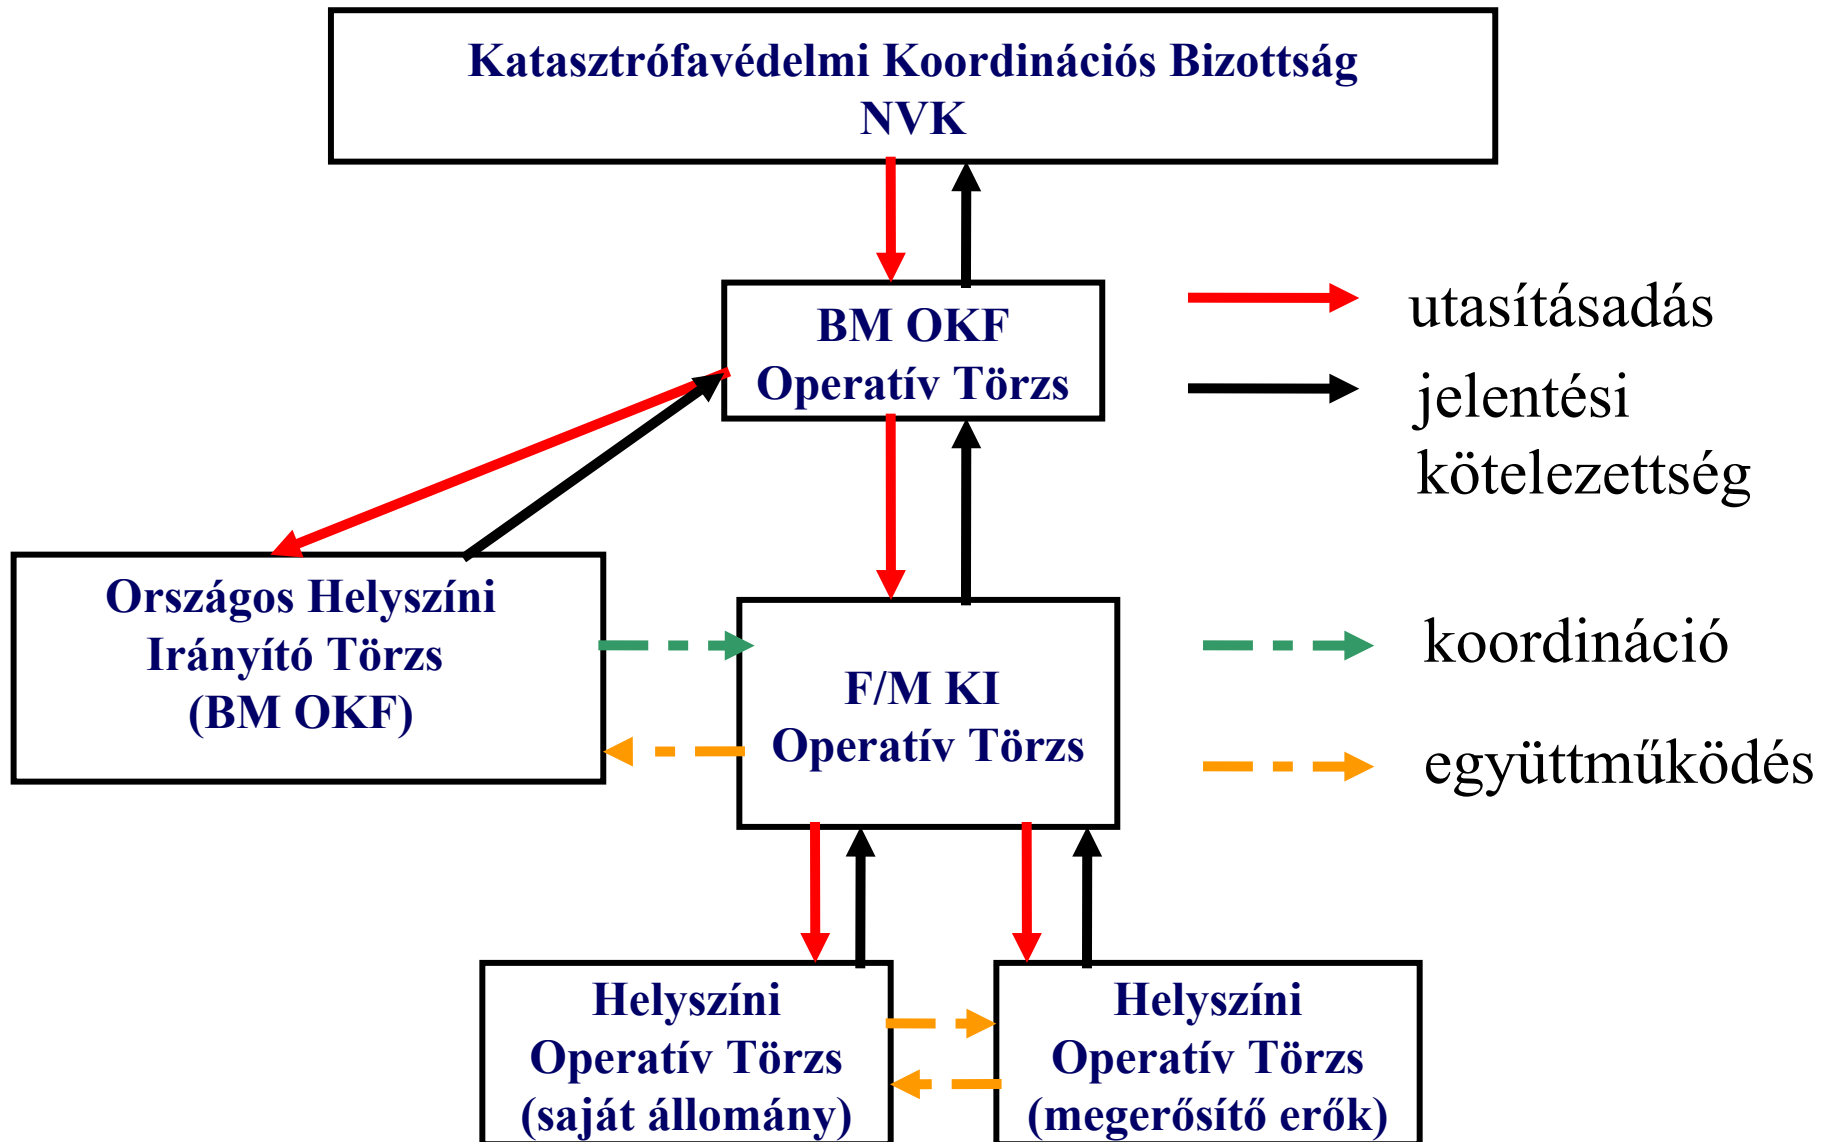 Katasztrófavédelmi Koordinációs Bizottság
NVK
BM OKF
Operatív Törzs
utasításadás
jelentési
kötelezettség
Országos Helyszíni
Irányító Törzs
(BM OKF)
F/M KI
Operatív Törzs
koordináció
együttműködés
Helyszíni
Operatív Törzs
(saját állomány)
Helyszíni
Operatív Törzs
(megerősítő erők)